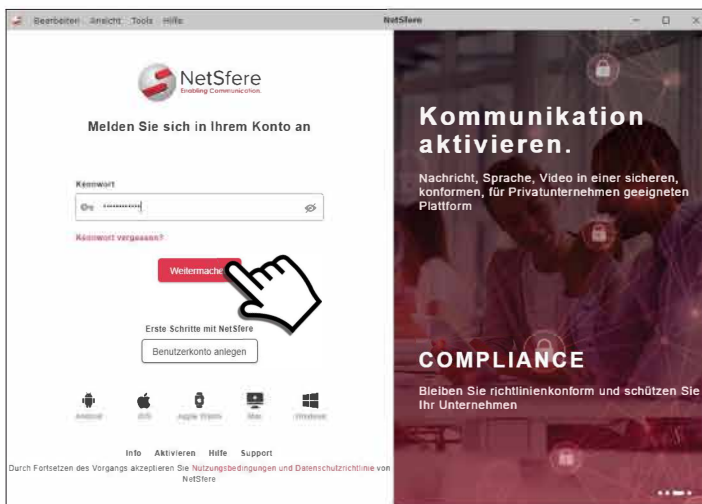 Bearbeiten Ansicht Tools Hilfe
NetSfere
NetSfere
Enabling Communication.
Melden Sie sich in Ihrem Konto an
Kennwort
Kennwort vergessen?
Weitermache
Erste Schritte mit NetSfere
Benutzerkonto anlegen
Android iOS Apple Watch Mac Windows
Info Aktivieren Hilfe Support
Durch Fortsetzen des Vorgangs akzeptieren Sie Nutzungsbedingungen und Datenschutzrichtlinie von
NetSfere
Kommunikation
aktivieren.
Nachricht, Sprache, Video in einer sicheren,
konformen, für Privatunternehmen geeigneten
Plattform
COMPLIANCE
Bleiben Sie richtlinienkonform und schützen Sie
Ihr Unternehmen